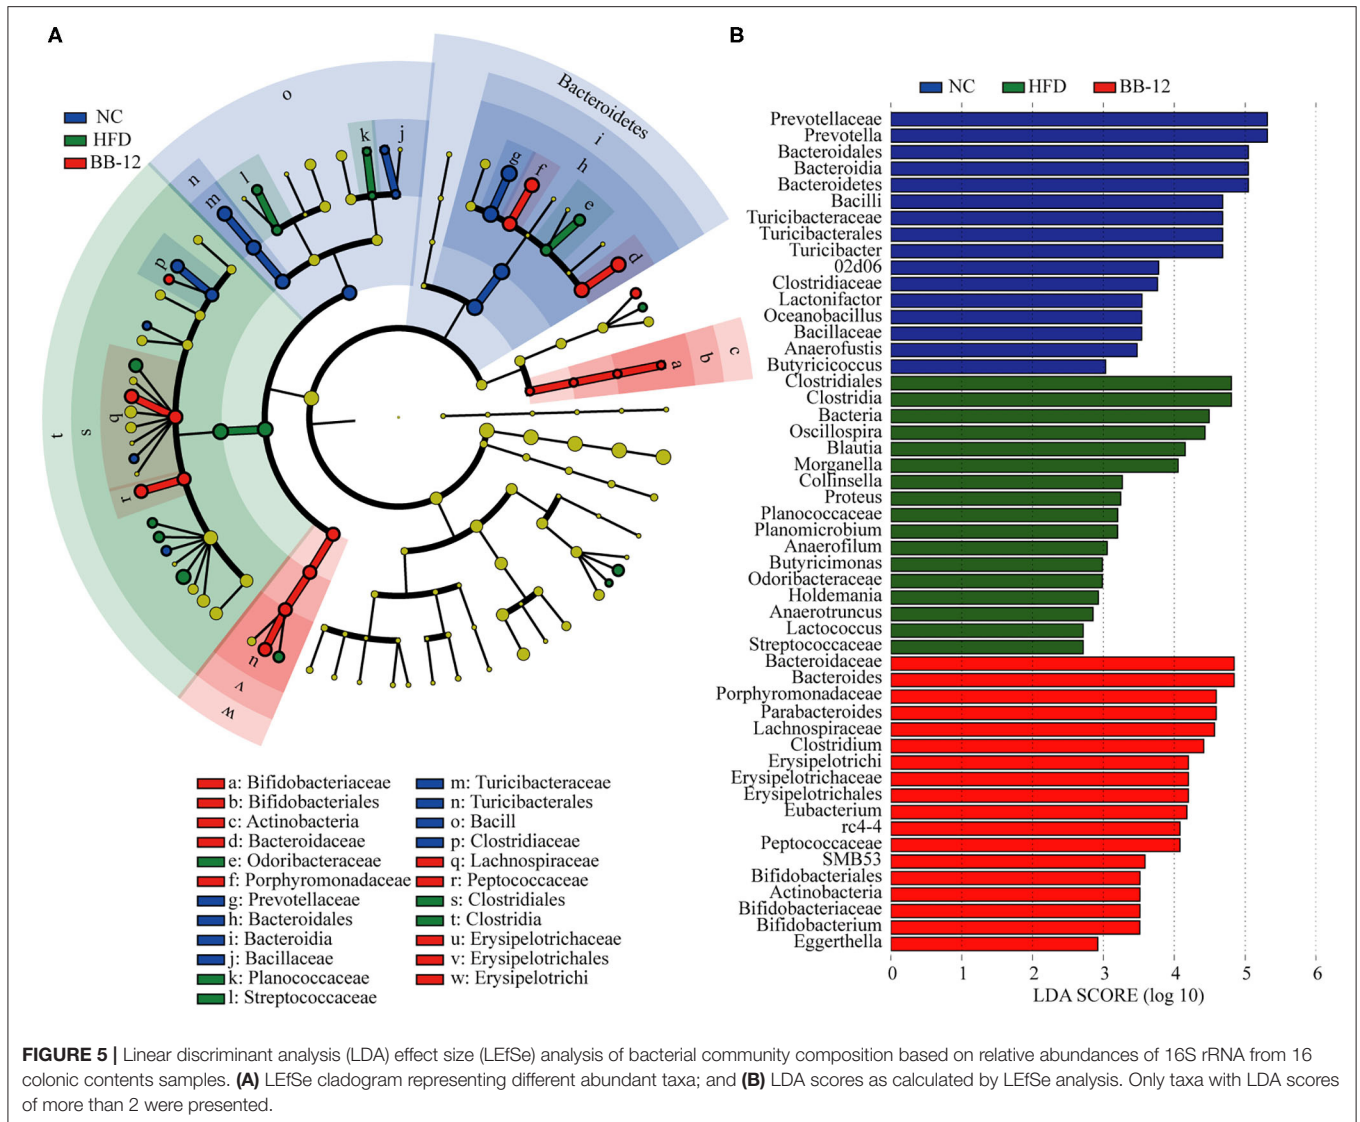 A
NC
HFD
BB-12
o
Bacteroidetes
i
h
g
f
e
d
k
j
n
m
l
a
b
c
p
t
s
q
r
n
v
w
a: Bifidobacteriaceae
b: Bifidobacteriales
c: Actinobacteria
d: Bacteroidaceae
e: Odoribacteraceae
f: Porphyromonadaceae
g: Prevotellaceae
h: Bacteroidales
i: Bacteroidia
j: Bacillaceae
k: Planococcaceae
l: Streptococcaceae
m: Turicibacteraceae
n: Turicibacterales
o: Bacill
p: Clostridiaceae
q: Lachnospiraceae
r: Peptococcaceae
s: Clostridiales
t: Clostridia
u: Erysipelotrichaceae
v: Erysipelotrichales
w: Erysipelotrichi
B
NC HFD BB-12
Prevotellaceae
Prevotella
Bacteroidales
Bacteroidia
Bacteroidetes
Bacilli
Turicibacteraceae
Turicibacterales
Turicibacter
02d06
Clostridiaceae
Lactonifactor
Oceanobacillus
Bacillaceae
Anaerofustis
Butyricicoccus
Clostridiales
Clostridia
Bacteria
Oscillospira
Blautia
Morganella
Collinsella
Proteus
Planococcaceae
Planomicrobium
Anaerofilum
Butyricimonas
Odoribacteraceae
Holdemania
Anaerotruncus
Lactococcus
Streptococcaceae
Bacteroidaceae
Bacteroides
Porphyromonadaceae
Parabacteroides
Lachnospiraceae
Clostridium
Erysipelotrichi
Erysipelotrichaceae
Erysipelotrichales
Eubacterium
rc4-4
Peptococcaceae
SMB53
Bifidobacteriales
Actinobacteria
Bifidobacteriaceae
Bifidobacterium
Eggerthella
0 1 2 3 4 5 6
LDA SCORE (log 10)
FIGURE 5 | Linear discriminant analysis (LDA) effect size (LEfSe) analysis of bacterial community composition based on relative abundances of 16S rRNA from 16
colonic contents samples. (A) LEfSe cladogram representing different abundant taxa; and (B) LDA scores as calculated by LEfSe analysis. Only taxa with LDA scores
of more than 2 were presented.